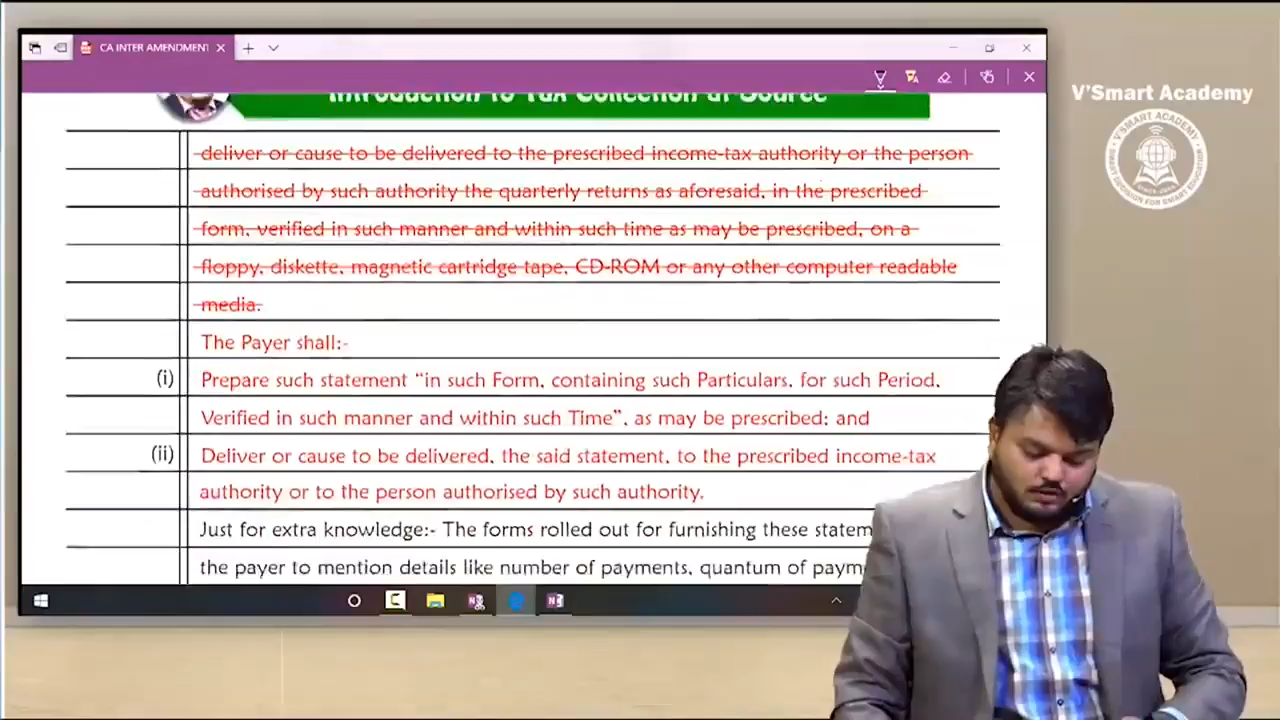 CA INTER AMENDMENT
V'Smart Academy
Introduction to Tax Collection at Source
deliver or cause to be delivered to the prescribed income-tax authority or the person
authorised by such authority the quarterly returns as aforesaid, in the prescribed
form, verified in such manner and within such time as may be prescribed, on a
floppy, diskette, magnetic cartridge tape, CD-ROM or any other computer readable
media.
The Payer shall:-
(i) Prepare such statement “in such Form, containing such Particulars, for such Period,
Verified in such manner and within such Time”, as may be prescribed; and
(ii) Deliver or cause to be delivered, the said statement, to the prescribed income-tax
authority or to the person authorised by such authority.
Just for extra knowledge:- The forms rolled out for furnishing these statem
the payer to mention details like number of payments, quantum of paym